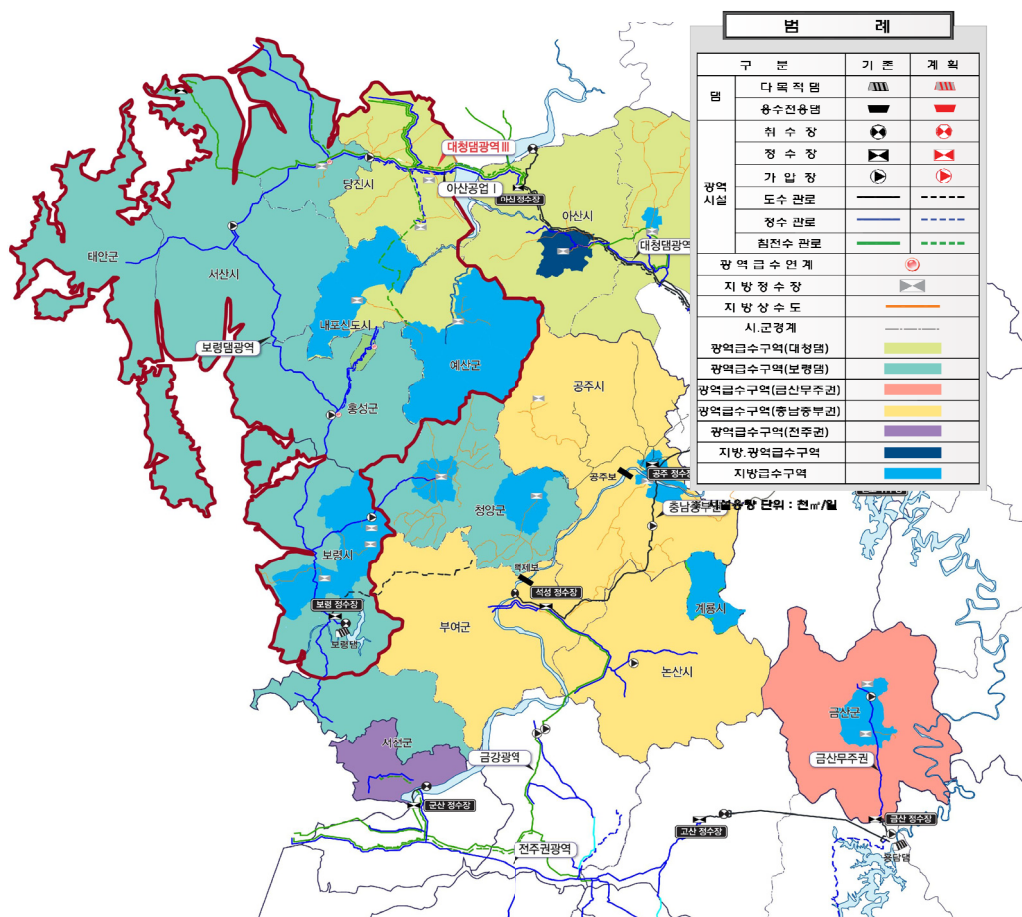 범 례
구 분 기 존 계 획
댐
다 목 적 댐
용수전용댐
광역
시설
취 수 장
정 수 장
가 압 장
도수 관로
정수 관로
침전수 관로
광 역 급 수 연 계
지 방 정 수 장
지 방 상 수 도
시.군경계
광역급수구역(대청댐)
광역급수구역(보령댐)
광역급수구역(금산무주권)
광역급수구역(충남중부권)
광역급수구역(전주권)
지방.광역급수구역
지방급수구역
시설용량 단위 : 천㎥/일
대청댐광역Ⅲ
당진시
아산공업Ⅰ
아산 정수장
아산시
대청댐광역
태안군
서산시
내포신도시
보령댐광역
예산군
공주시
홍성군
공주보
공주 정수장
청양군
충남중부권
보령시
백제보
석성 정수장
계룡시
보령 정수장
보령댐
부여군
논산시
금산군
서천군
금강광역
금산무주권
군산 정수장
고산 정수장
금산 정수장
전주권광역
용담댐